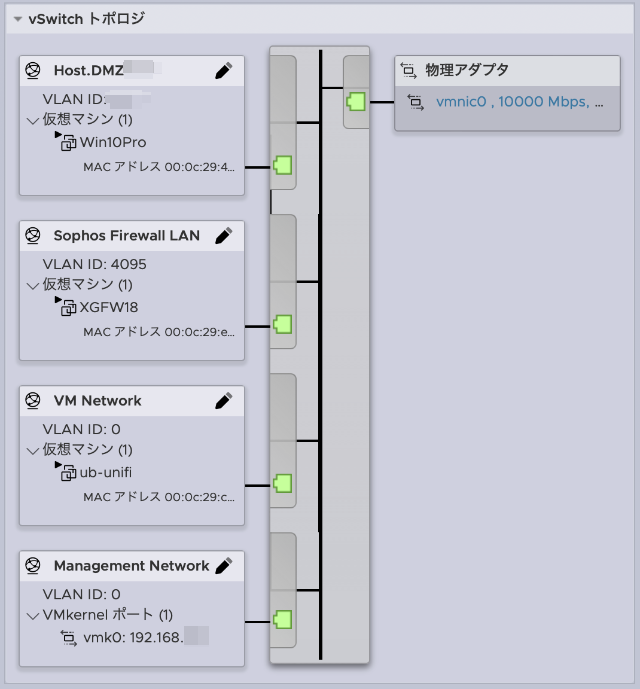 vSwitch トポロジ
Host.DMZ
VLAN ID:
仮想マシン (1)
Win10Pro
MAC アドレス 00:0c:29:4...
Sophos Firewall LAN
VLAN ID: 4095
仮想マシン (1)
XGFW18
MAC アドレス 00:0c:29:e...
VM Network
VLAN ID: 0
仮想マシン (1)
ub-unifi
MAC アドレス 00:0c:29:c...
Management Network
VLAN ID: 0
VMkernel ポート (1)
vmk0: 192.168.
物理アダプタ
vmnic0 , 10000 Mbps, ...